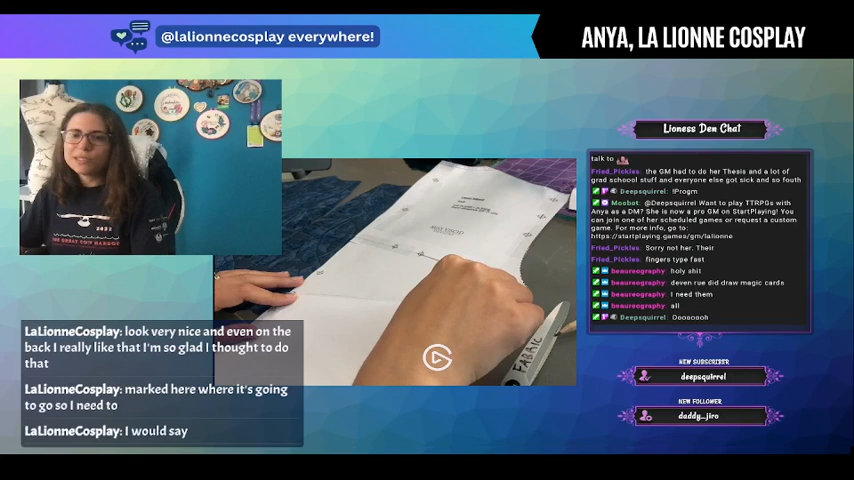 @lalionnecosplay everywhere!
ANYA, LA LIONNE COSPLAY
Lioness Den Chat
talk to
Fried_Pickles: the GM had to do her Thesis and a lot of
grad schoool stuff and everyone else got sick and so fouth
Deepsquirrel: !Progm
Moobot: @Deepsquirrel Want to play TTRPGs with
Anya as a DM? She is now a pro GM on StartPlaying! You
can join one of her scheduled games or request a custom
game. For more info, go to:
https://startplaying.games/gm/lalionne
Fried_Pickles: Sorry not her. Their
Fried_Pickles: fingers type fast
beaureography: holy shit
beaureography: deven rue did draw magic cards
beaureography: I need them
beaureography: all
Deepsquirrel: Oooooooh
NEW SUBSCRIBER
deepsquirrel
NEW FOLLOWER
daddy_jiro
FABRIC
LaLionneCosplay: look very nice and even on the
back I really like that I'm so glad I thought to do
that
LaLionneCosplay: marked here where it's going
to go so I need to
LaLionneCosplay: I would say